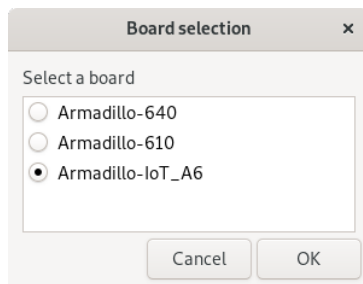 Board selection ×
Select a board
Armadillo-640
Armadillo-610
Armadillo-IoT_A6
Cancel OK